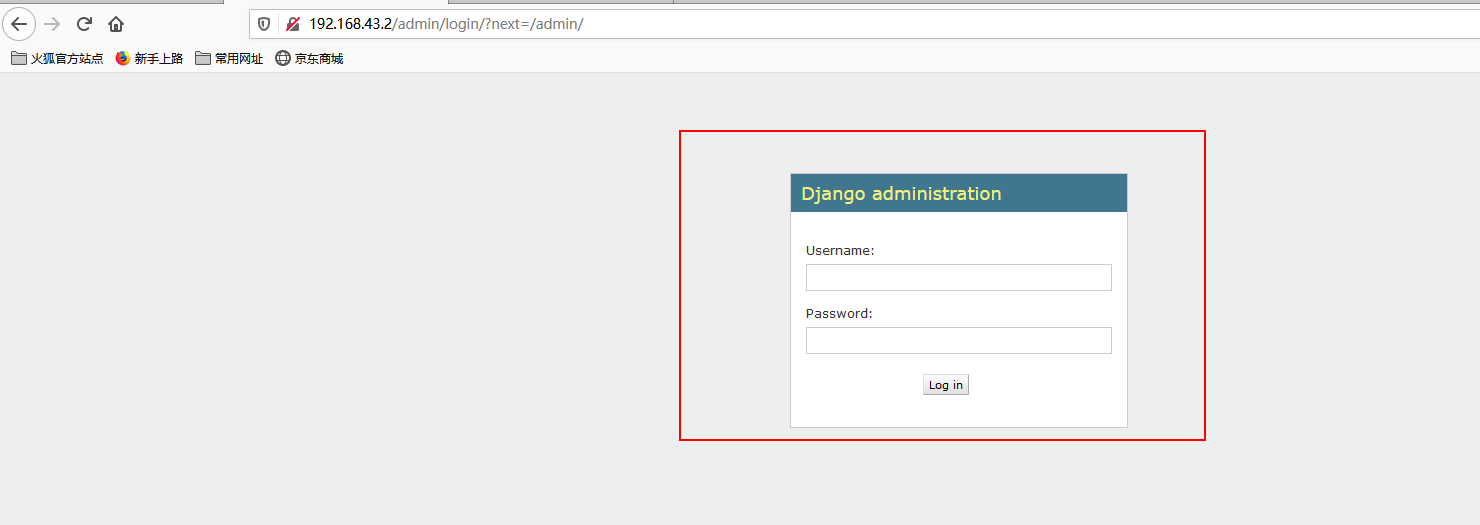 192.168.43.2/admin/login/?next=/admin/
火狐官方站点 新手上路 常用网址 京东商城
Django administration
Username:
Password:
Log in